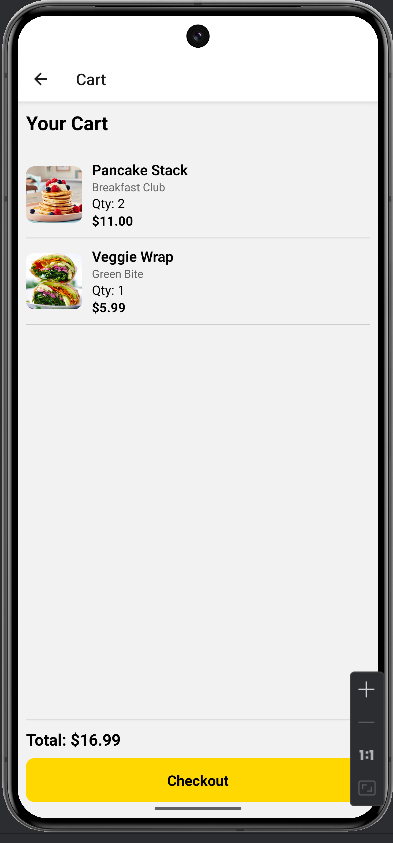 Cart
Your Cart
Pancake Stack
Breakfast Club
Qty: 2
$11.00
Veggie Wrap
Green Bite
Qty: 1
$5.99
Total: $16.99
Checkout
1:1